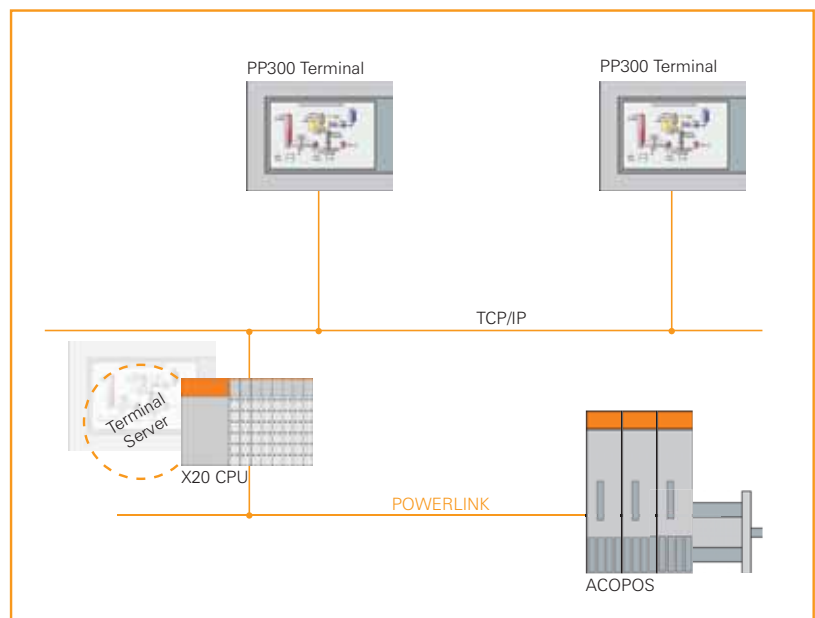 PP300 Terminal
PP300 Terminal
TCP/IP
Terminal
Server
X20 CPU
POWERLINK
ACOPOS